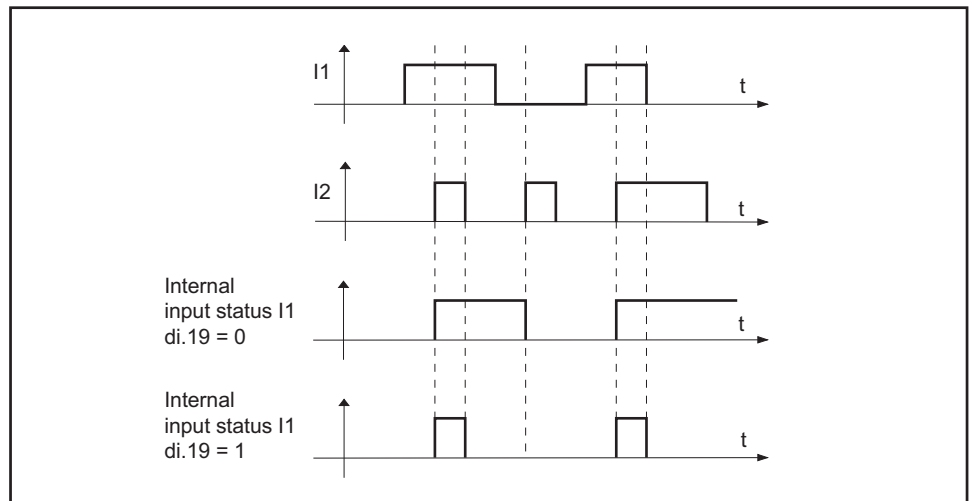 I1
t
I2
t
Internal
input status I1
di.19 = 0
t
Internal
input status I1
di.19 = 1
t